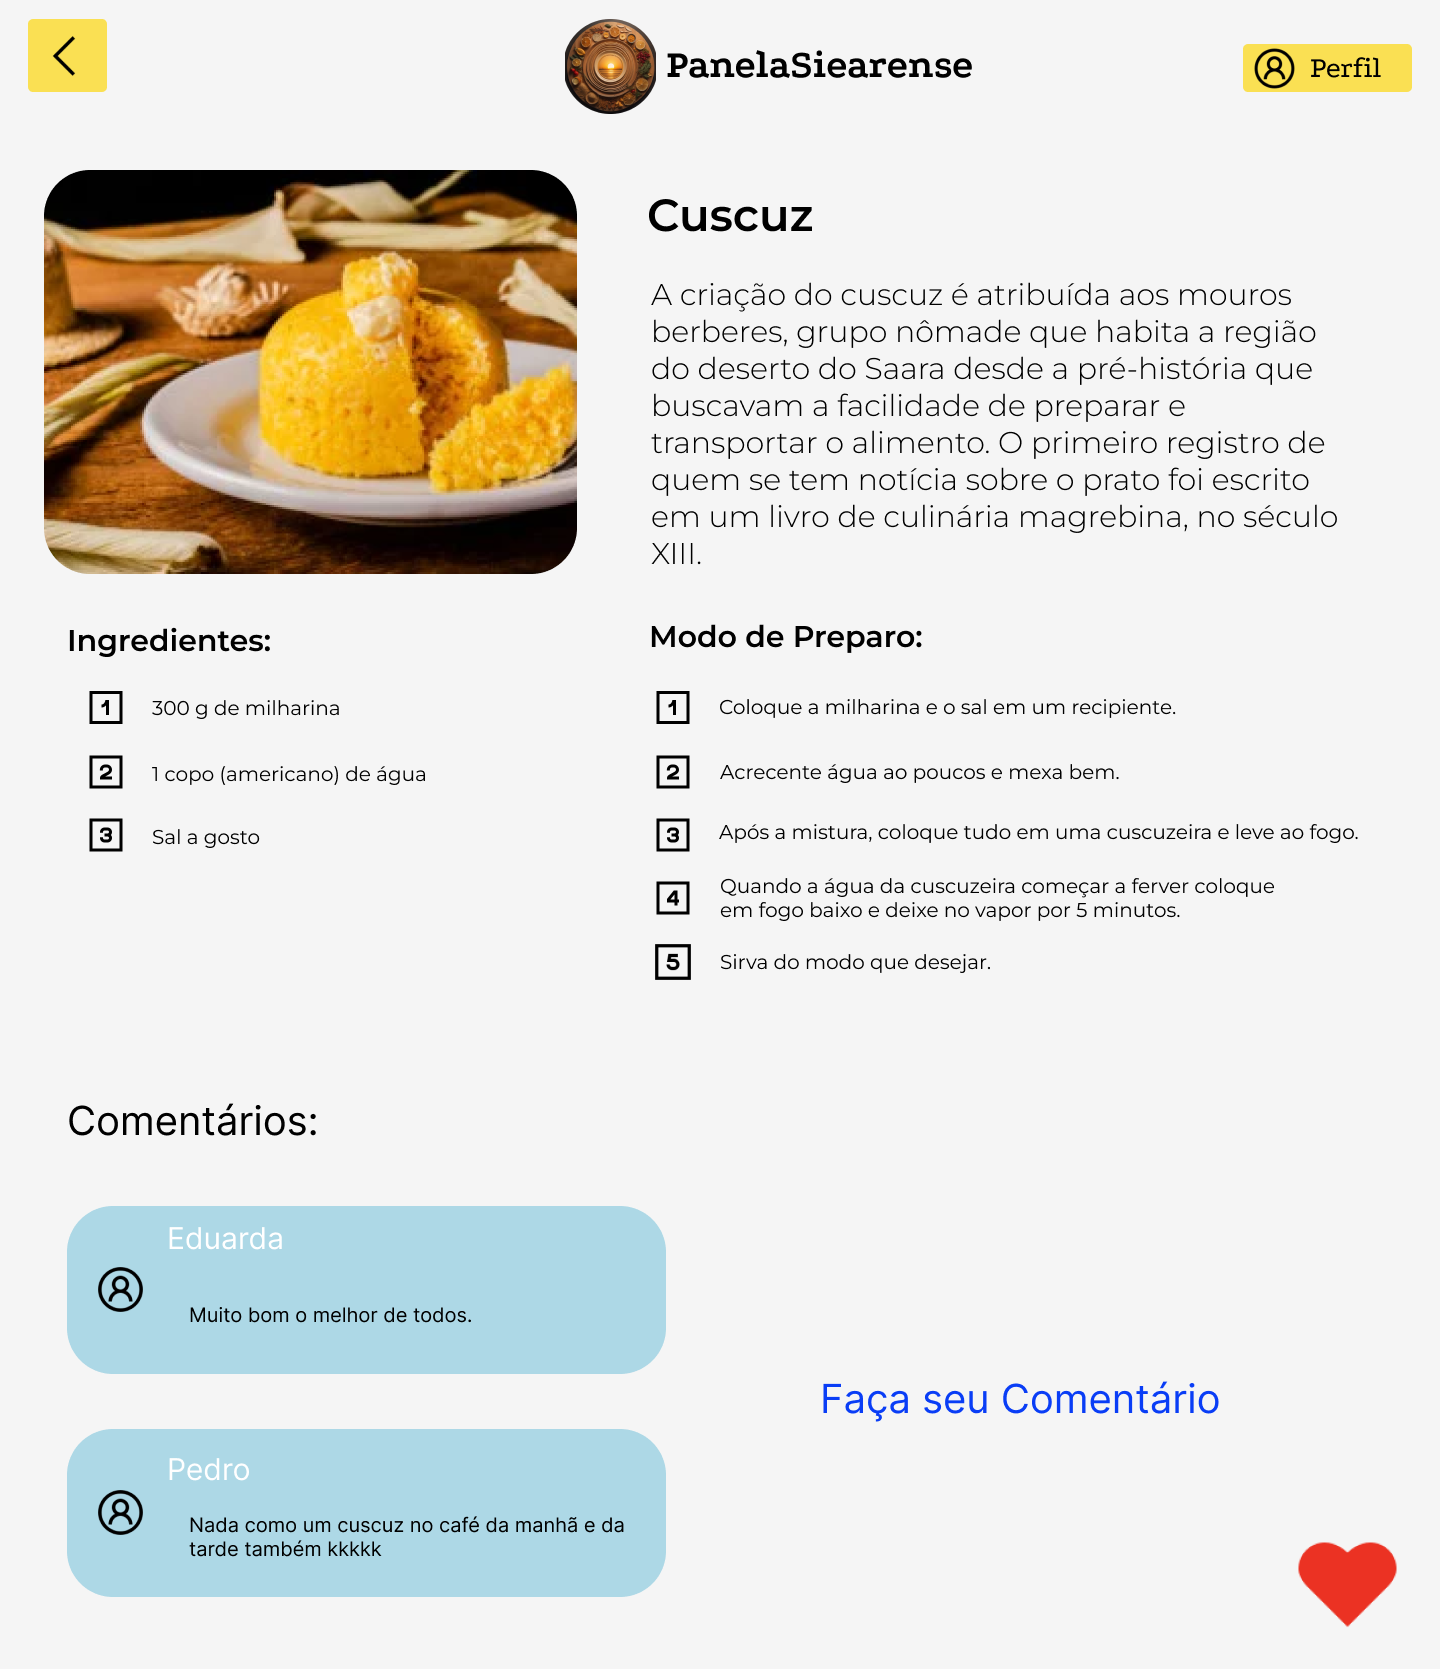 PanelaSiearense
Perfil
Cuscuz
A criação do cuscuz é atribuída aos mouros
berberes, grupo nômade que habita a região
do deserto do Saara desde a pré-história que
buscavam a facilidade de preparar e
transportar o alimento. O primeiro registro de
quem se tem notícia sobre o prato foi escrito
em um livro de culinária magrebina, no século
XIII.
Ingredientes:
1 300 g de milharina
2 1 copo (americano) de água
3 Sal a gosto
Modo de Preparo:
1 Coloque a milharina e o sal em um recipiente.
2 Acrecente água ao poucos e mexa bem.
3 Após a mistura, coloque tudo em uma cuscuzeira e leve ao fogo.
4 Quando a água da cuscuzeira começar a ferver coloque
em fogo baixo e deixe no vapor por 5 minutos.
5 Sirva do modo que desejar.
Comentários:
Eduarda
Muito bom o melhor de todos.
Faça seu Comentário
Pedro
Nada como um cuscuz no café da manhã e da
tarde também kkkkk